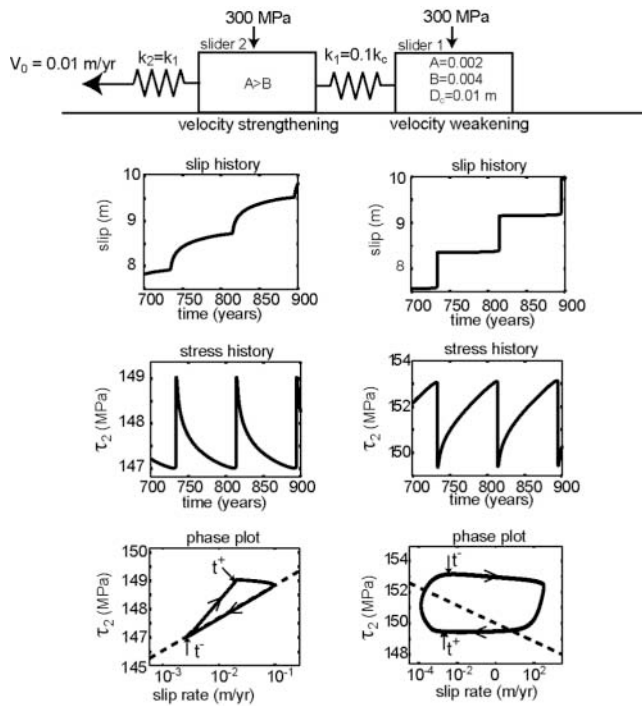 300 MPa 300 MPa
V₀ = 0.01 m/yr k₂=k₁ slider 2 k₁=0.1k꜀ slider 1
A>B
A=0.002
B=0.004
D꜀=0.01 m
velocity strengthening velocity weakening
slip history slip history
slip (m) 10 9 8
700 750 800 850 900
time (years)
slip (m) 10 9 8
700 750 800 850 900
time (years)
stress history stress history
τ₂ (MPa) 149 148 147
700 750 800 850 900
time (years)
τ₂ (MPa) 153 152 150
700 750 800 850 900
time (years)
phase plot phase plot
τ₂ (MPa) 150 149 147 145
t⁺
t⁻
10⁻³ 10⁻² 10⁻¹
slip rate (m/yr)
τ₂ (MPa) 154 152 150 148
t⁻
t⁺
10⁻⁴ 10⁻² 0 10²
slip rate (m/yr)